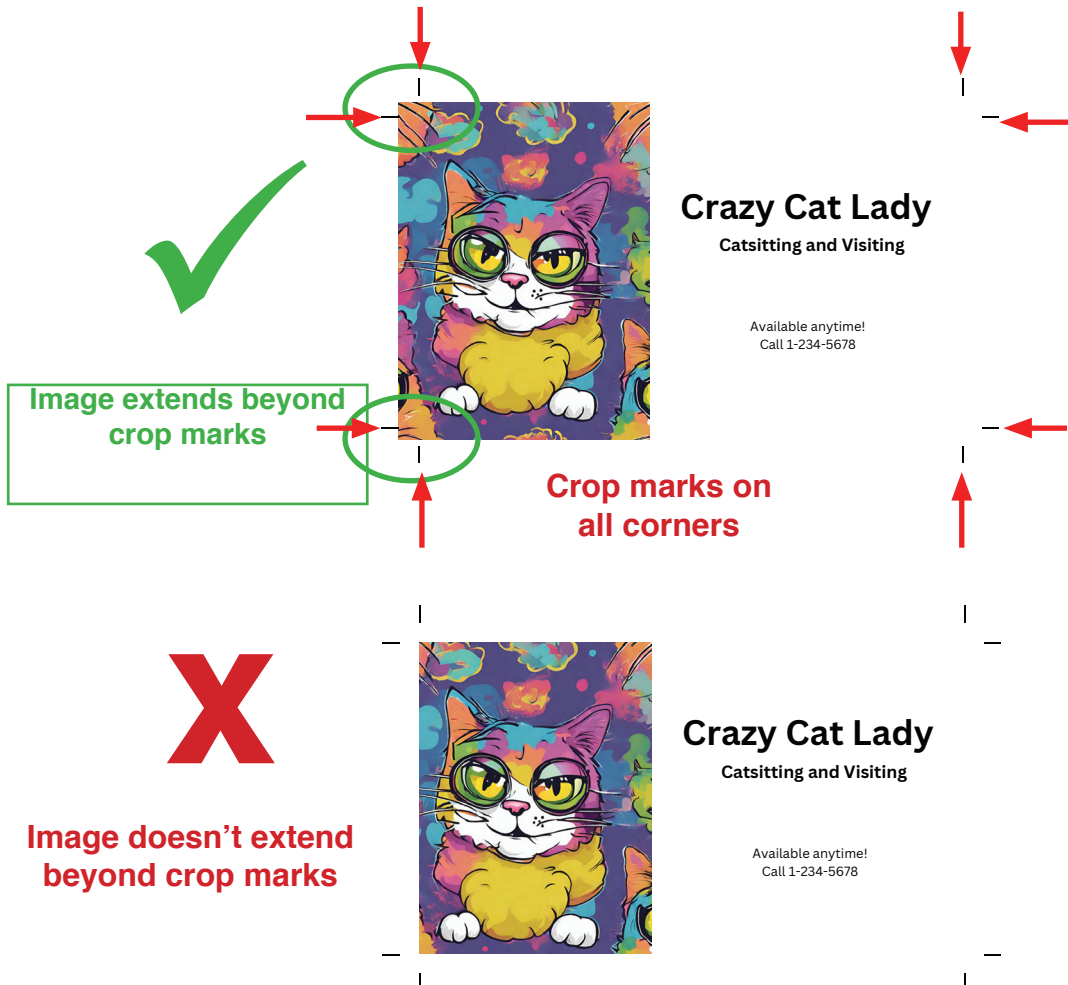 Crazy Cat Lady
Catsitting and Visiting
Available anytime!
Call 1-234-5678
Image extends beyond
crop marks
Crop marks on
all corners
X
Image doesn’t extend
beyond crop marks
Crazy Cat Lady
Catsitting and Visiting
Available anytime!
Call 1-234-5678